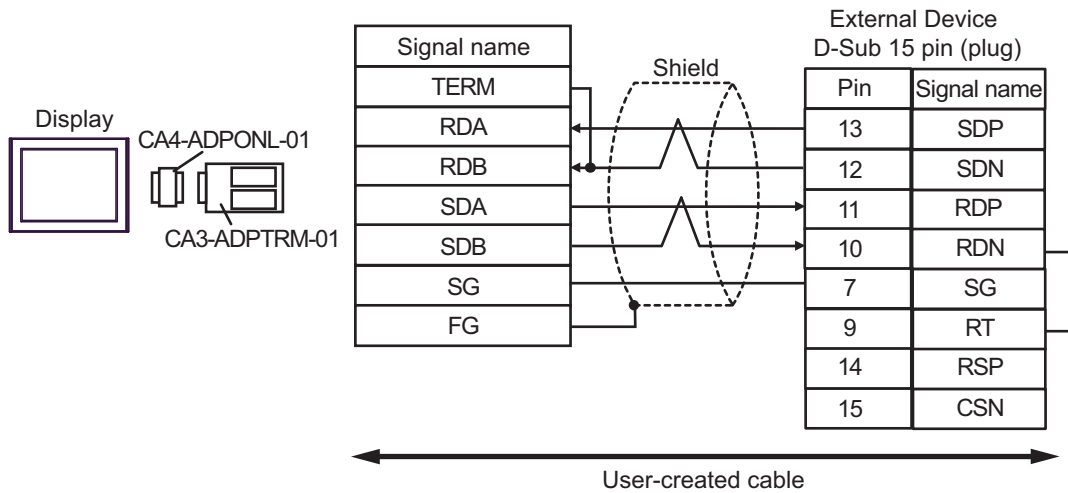 External Device
D-Sub 15 pin (plug)
Signal name
TERM
RDA
RDB
SDA
SDB
SG
FG
Shield
Pin Signal name
13 SDP
12 SDN
11 RDP
10 RDN
7 SG
9 RT
14 RSP
15 CSN
Display
CA4-ADPONL-01
CA3-ADPTRM-01
User-created cable